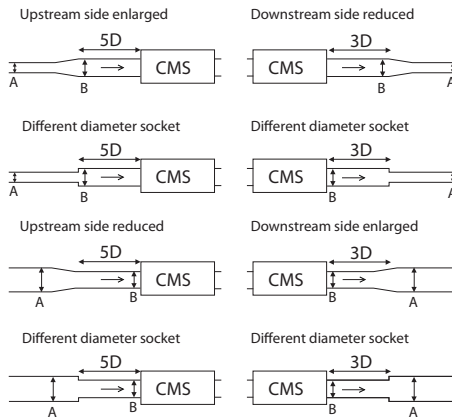 Upstream side enlarged
5D
CMS
A
B
Downstream side reduced
3D
CMS
B
A
Different diameter socket
5D
CMS
A
B
Different diameter socket
3D
CMS
B
A
Upstream side reduced
5D
CMS
A
B
Downstream side enlarged
3D
CMS
B
A
Different diameter socket
5D
CMS
A
B
Different diameter socket
3D
CMS
B
A